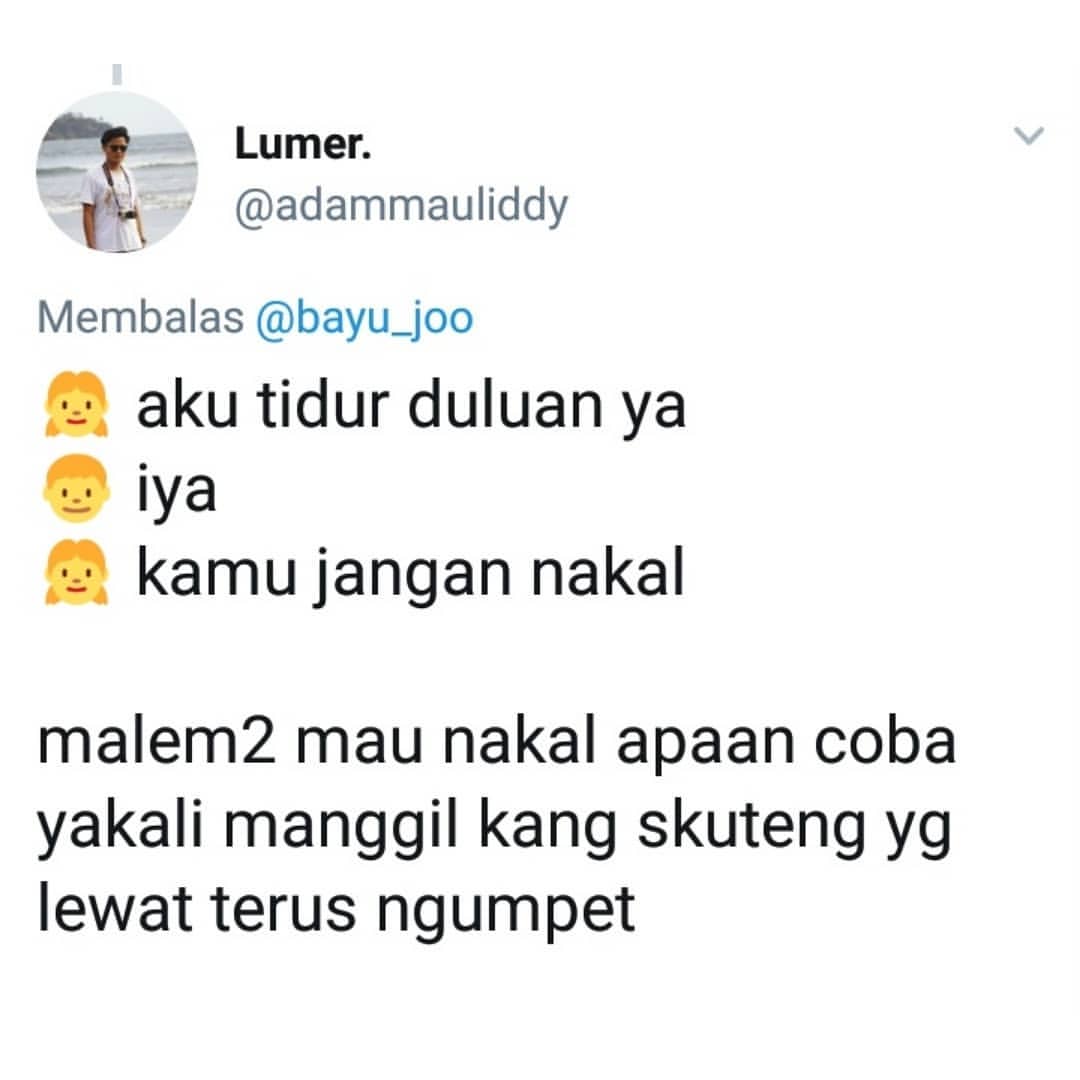 Lumer.
@adammauliddy
Membalas @bayu_joo
👧 aku tidur duluan ya
👦 iya
👧 kamu jangan nakal
malem2 mau nakal apaan coba
yakali manggil kang skuteng yg
lewat terus ngumpet